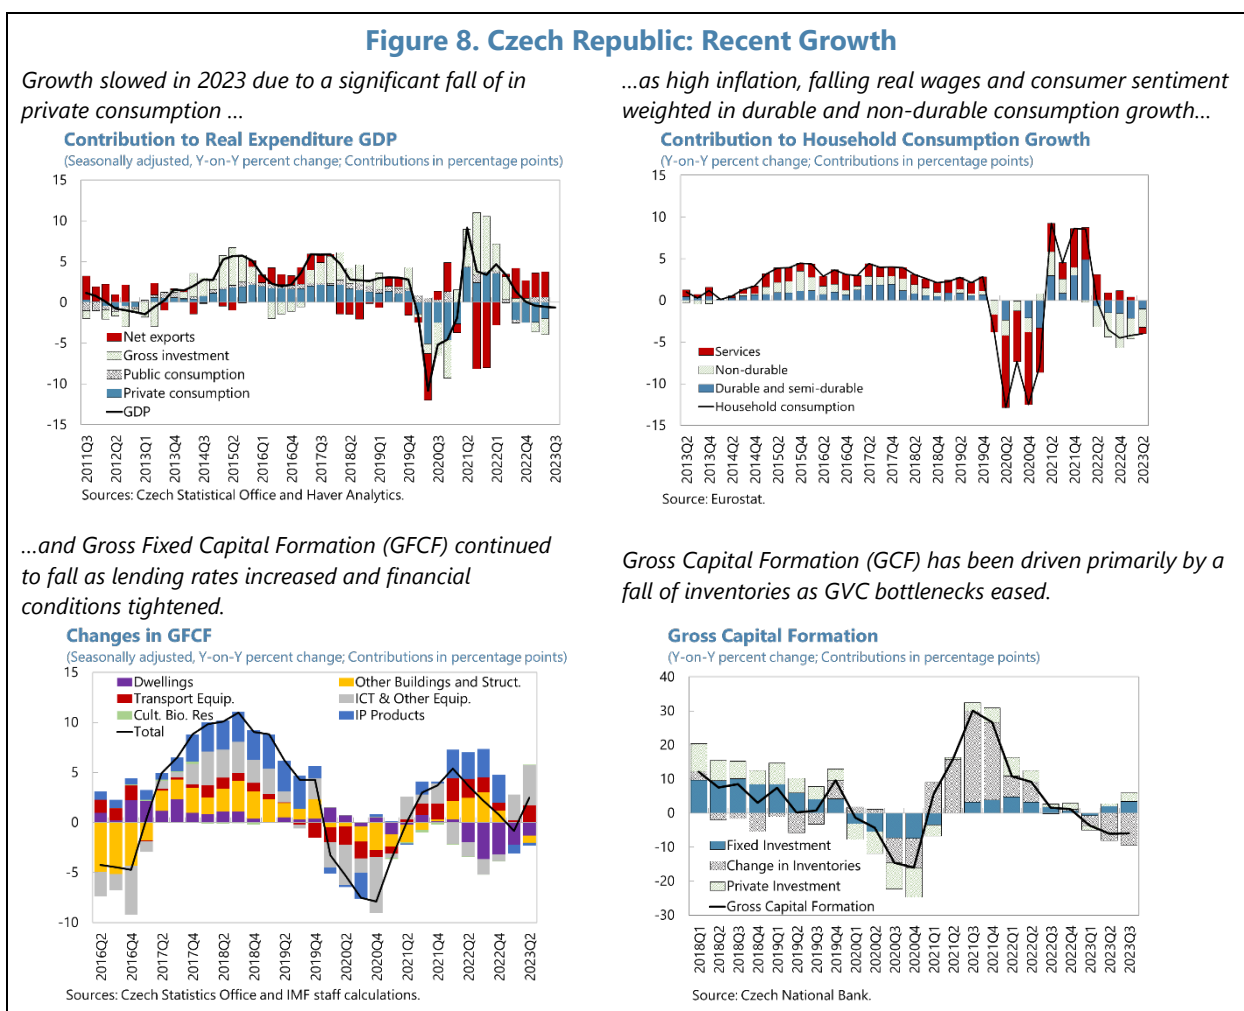 Figure 8. Czech Republic: Recent Growth
Growth slowed in 2023 due to a significant fall of in
private consumption ...
Contribution to Real Expenditure GDP
(Seasonally adjusted, Y-on-Y percent change; Contributions in percentage points)
15
10
5
0
-5
-10
-15
Net exports
Gross investment
Public consumption
Private consumption
GDP
2011Q3
2012Q2
2013Q1
2013Q4
2014Q3
2015Q2
2016Q1
2016Q4
2017Q3
2018Q2
2019Q1
2019Q4
2020Q3
2021Q2
2022Q1
2022Q4
2023Q3
Sources: Czech Statistical Office and Haver Analytics.
...as high inflation, falling real wages and consumer sentiment
weighted in durable and non-durable consumption growth...
Contribution to Household Consumption Growth
(Y-on-Y percent change; Contributions in percentage points)
15
10
5
0
-5
-10
-15
Services
Non-durable
Durable and semi-durable
Household consumption
2013Q2
2013Q4
2014Q2
2014Q4
2015Q2
2015Q4
2016Q2
2016Q4
2017Q2
2017Q4
2018Q2
2018Q4
2019Q2
2019Q4
2020Q2
2020Q4
2021Q2
2021Q4
2022Q2
2022Q4
2023Q2
Source: Eurostat.
...and Gross Fixed Capital Formation (GFCF) continued
to fall as lending rates increased and financial
conditions tightened.
Changes in GFCF
(Seasonally adjusted, Y-on-Y percent change; Contributions in percentage points)
15
10
5
0
-5
-10
Dwellings
Other Buildings and Struct.
Transport Equip.
ICT & Other Equip.
Cult. Bio. Res
IP Products
Total
2016Q2
2016Q4
2017Q2
2017Q4
2018Q2
2018Q4
2019Q2
2019Q4
2020Q2
2020Q4
2021Q2
2021Q4
2022Q2
2022Q4
2023Q2
Sources: Czech Statistics Office and IMF staff calculations.
Gross Capital Formation (GCF) has been driven primarily by a
fall of inventories as GVC bottlenecks eased.
Gross Capital Formation
(Y-on-Y percent change; Contributions in percentage points)
40
30
20
10
0
-10
-20
-30
Fixed Investment
Change in Inventories
Private Investment
Gross Capital Formation
2018Q1
2018Q2
2018Q3
2018Q4
2019Q1
2019Q2
2019Q3
2019Q4
2020Q1
2020Q2
2020Q3
2020Q4
2021Q1
2021Q2
2021Q3
2021Q4
2022Q1
2022Q2
2022Q3
2022Q4
2023Q1
2023Q2
2023Q3
Source: Czech National Bank.